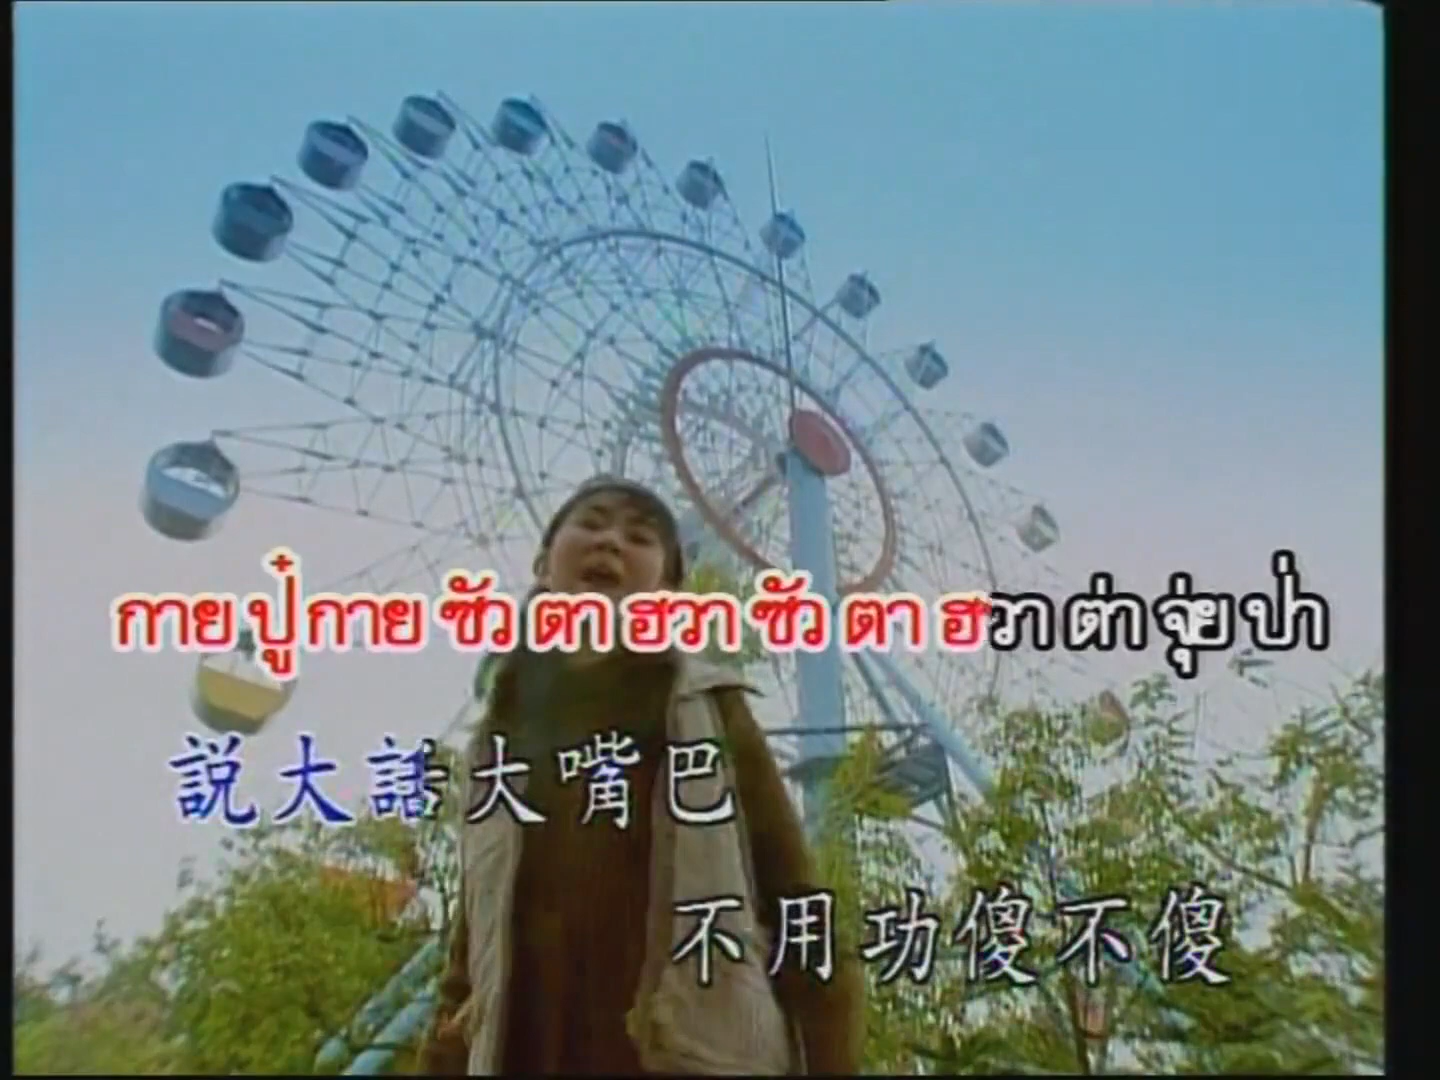 กาย ปู๋ กาย ซัว ตา ฮวา ซัว ตา ฮวา ต่า จุ่ย ป่า
説大話大嘴巴
不用功傻不傻